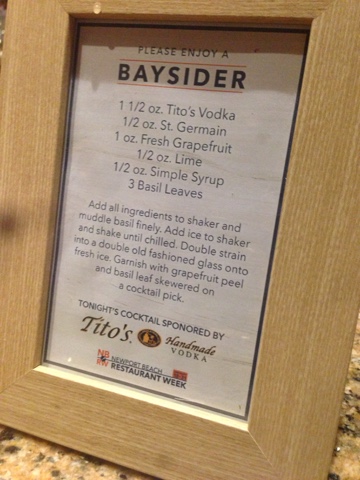 PLEASE ENJOY A
BAYSIDER
1 1/2 oz. Tito's Vodka
1/2 oz. St. Germain
1 oz. Fresh Grapefruit
1/2 oz. Lime
1/2 oz. Simple Syrup
3 Basil Leaves
Add all ingredients to shaker and
muddle basil finely. Add ice to shaker
and shake until chilled. Double strain
into a double old fashioned glass onto
fresh ice. Garnish with grapefruit peel
and basil leaf skewered on
a cocktail pick.
TONIGHT'S COCKTAIL SPONSORED BY
Tito's Handmade
VODKA
NB
RW
NEWPORT BEACH
RESTAURANT WEEK